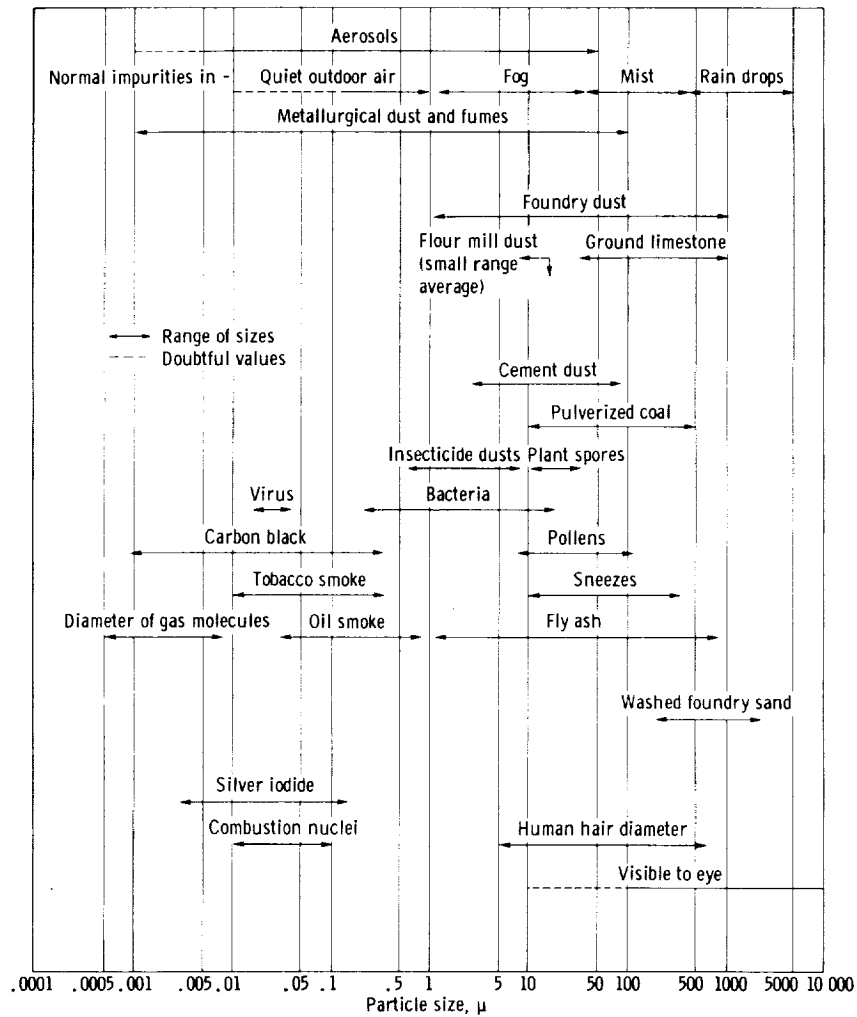 Aerosols
Normal impurities in - Quiet outdoor air Fog Mist Rain drops
Metallurgical dust and fumes
Foundry dust
Flour mill dust
(small range
average)
Ground limestone
Range of sizes
Doubtful values
Cement dust
Pulverized coal
Insecticide dusts Plant spores
Virus Bacteria
Carbon black Pollens
Tobacco smoke Sneezes
Diameter of gas molecules Oil smoke Fly ash
Washed foundry sand
Silver iodide
Combustion nuclei Human hair diameter
Visible to eye
.0001 .0005 .001 .005 .01 .05 .1 .5 1 5 10 50 100 500 1000 5000 10 000
Particle size, μ